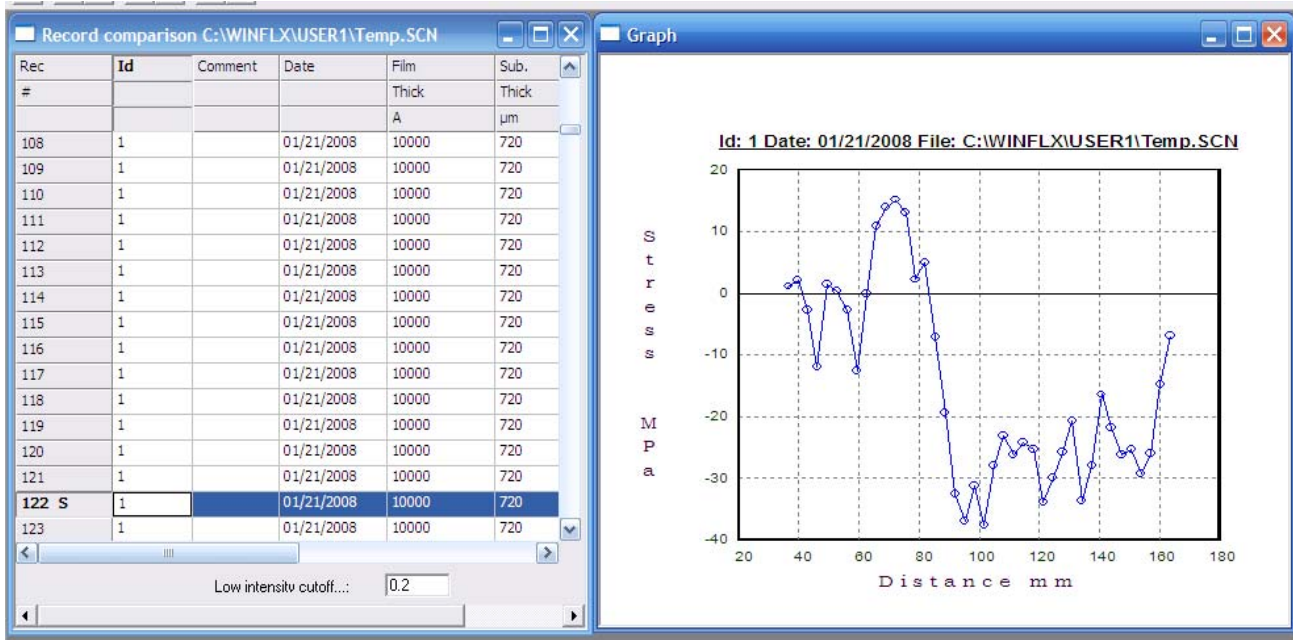 Record comparison C:\WINFLX\USER1\Temp.SCN
Rec Id Comment Date Film Sub.
# Thick Thick
A µm
108 1 01/21/2008 10000 720
109 1 01/21/2008 10000 720
110 1 01/21/2008 10000 720
111 1 01/21/2008 10000 720
112 1 01/21/2008 10000 720
113 1 01/21/2008 10000 720
114 1 01/21/2008 10000 720
115 1 01/21/2008 10000 720
116 1 01/21/2008 10000 720
117 1 01/21/2008 10000 720
118 1 01/21/2008 10000 720
119 1 01/21/2008 10000 720
120 1 01/21/2008 10000 720
121 1 01/21/2008 10000 720
122 S 1 01/21/2008 10000 720
123 1 01/21/2008 10000 720
Low intensity cutoff...: 0.2
Graph
Id: 1 Date: 01/21/2008 File: C:\WINFLX\USER1\Temp.SCN
Stress MPa
20
10
0
-10
-20
-30
-40
20 40 60 80 100 120 140 160 180
Distance mm